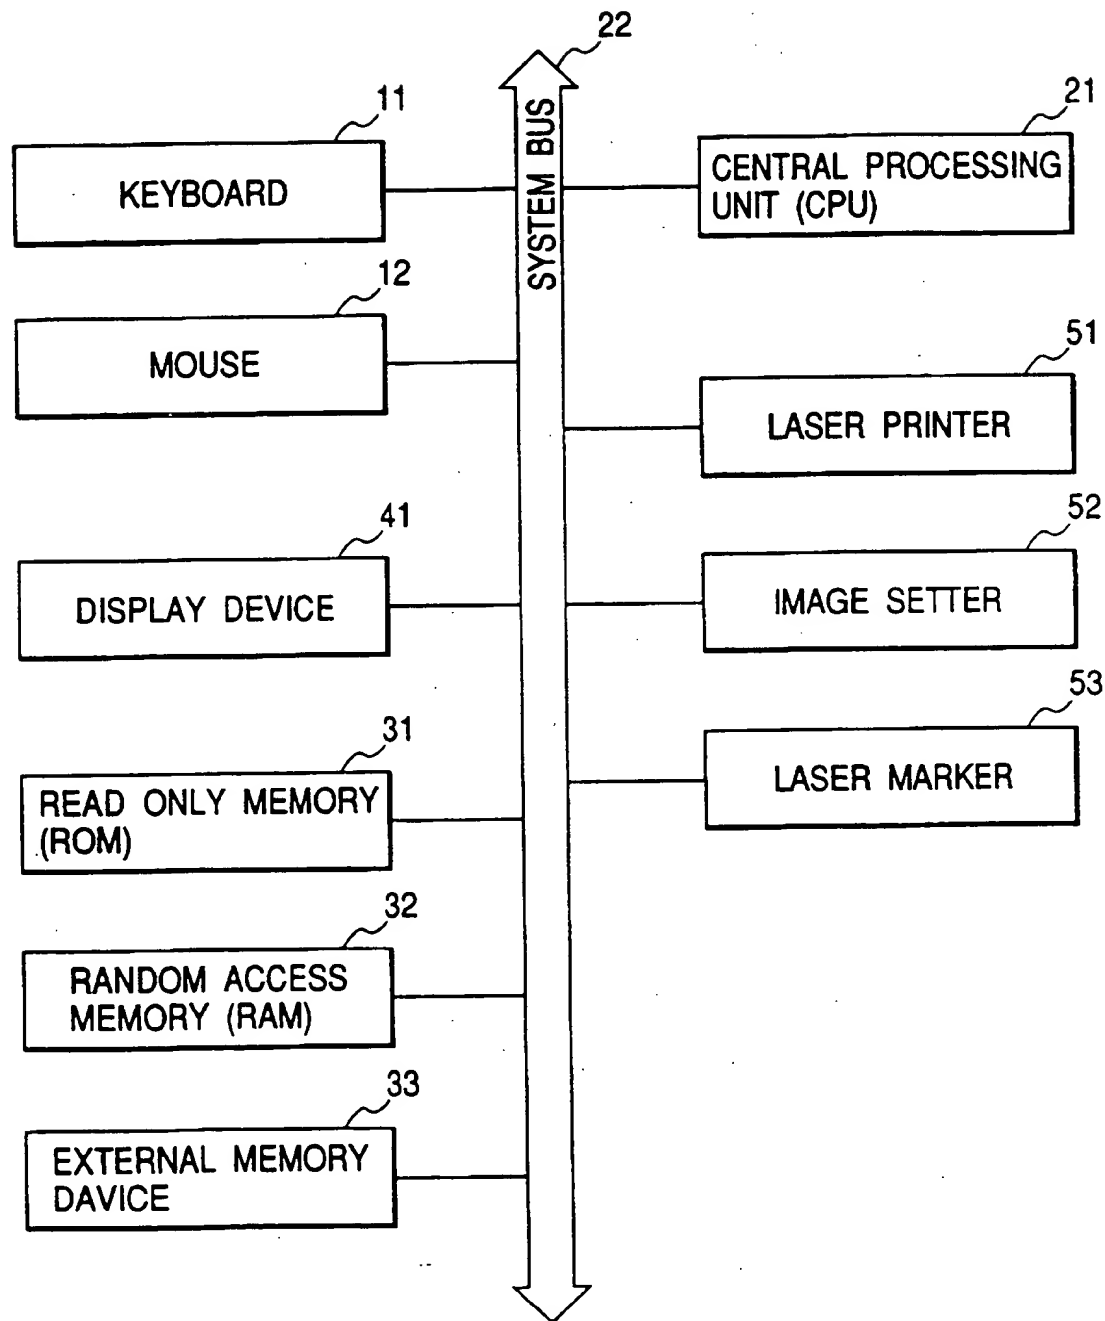 22
SYSTEM BUS
11
KEYBOARD
21
CENTRAL PROCESSING
UNIT (CPU)
12
MOUSE
51
LASER PRINTER
41
DISPLAY DEVICE
52
IMAGE SETTER
31
READ ONLY MEMORY
(ROM)
53
LASER MARKER
32
RANDOM ACCESS
MEMORY (RAM)
33
EXTERNAL MEMORY
DAVICE